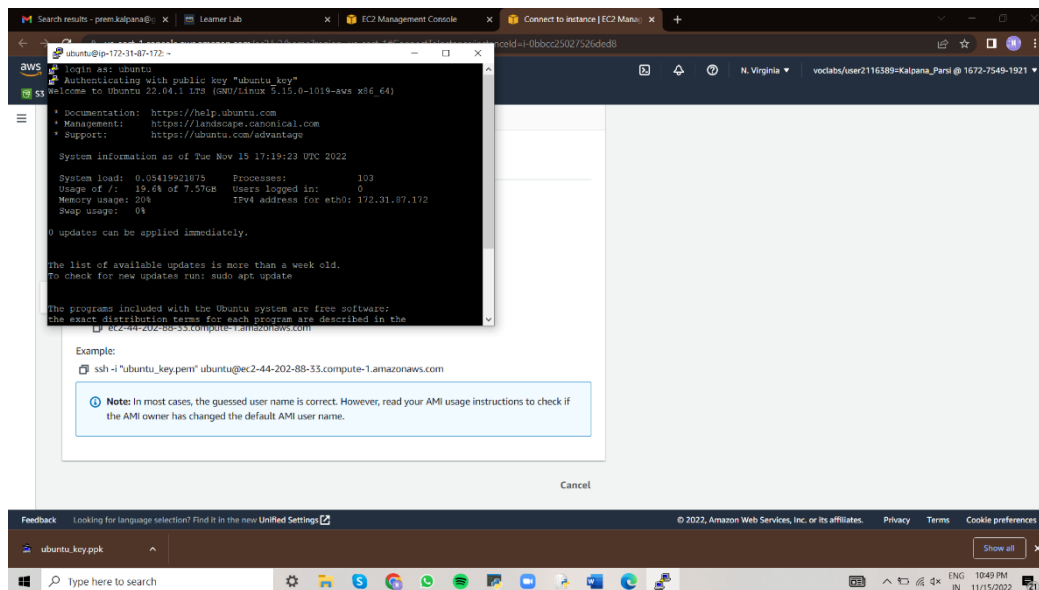 Search results - prem.kalpana@g
Learner Lab
EC2 Management Console
Connect to instance | EC2 Manag
ubuntu@ip-172-31-87-172: ~
nceId=i-0bbcc25027526ded8
aws
N. Virginia
voclabs/user2116389=Kalpana_Parsi @ 1672-7549-1921
S3
login as: ubuntu
Authenticating with public key "ubuntu_key"
Welcome to Ubuntu 22.04.1 LTS (GNU/Linux 5.15.0-1019-aws x86_64)
* Documentation: https://help.ubuntu.com
* Management: https://landscape.canonical.com
* Support: https://ubuntu.com/advantage
System information as of Tue Nov 15 17:19:23 UTC 2022
System load: 0.05419921875 Processes: 103
Usage of /: 19.6% of 7.57GB Users logged in: 0
Memory usage: 20% IPv4 address for eth0: 172.31.87.172
Swap usage: 0%
0 updates can be applied immediately.
The list of available updates is more than a week old.
To check for new updates run: sudo apt update
The programs included with the Ubuntu system are free software;
the exact distribution terms for each program are described in the
ec2-44-202-88-33.compute-1.amazonaws.com
Example:
ssh -i "ubuntu_key.pem" ubuntu@ec2-44-202-88-33.compute-1.amazonaws.com
Note: In most cases, the guessed user name is correct. However, read your AMI usage instructions to check if
the AMI owner has changed the default AMI user name.
Cancel
Feedback Looking for language selection? Find it in the new Unified Settings
© 2022, Amazon Web Services, Inc. or its affiliates. Privacy Terms Cookie preferences
ubuntu_key.ppk
Show all
Type here to search
ENG
IN
10:49 PM
11/15/2022
21